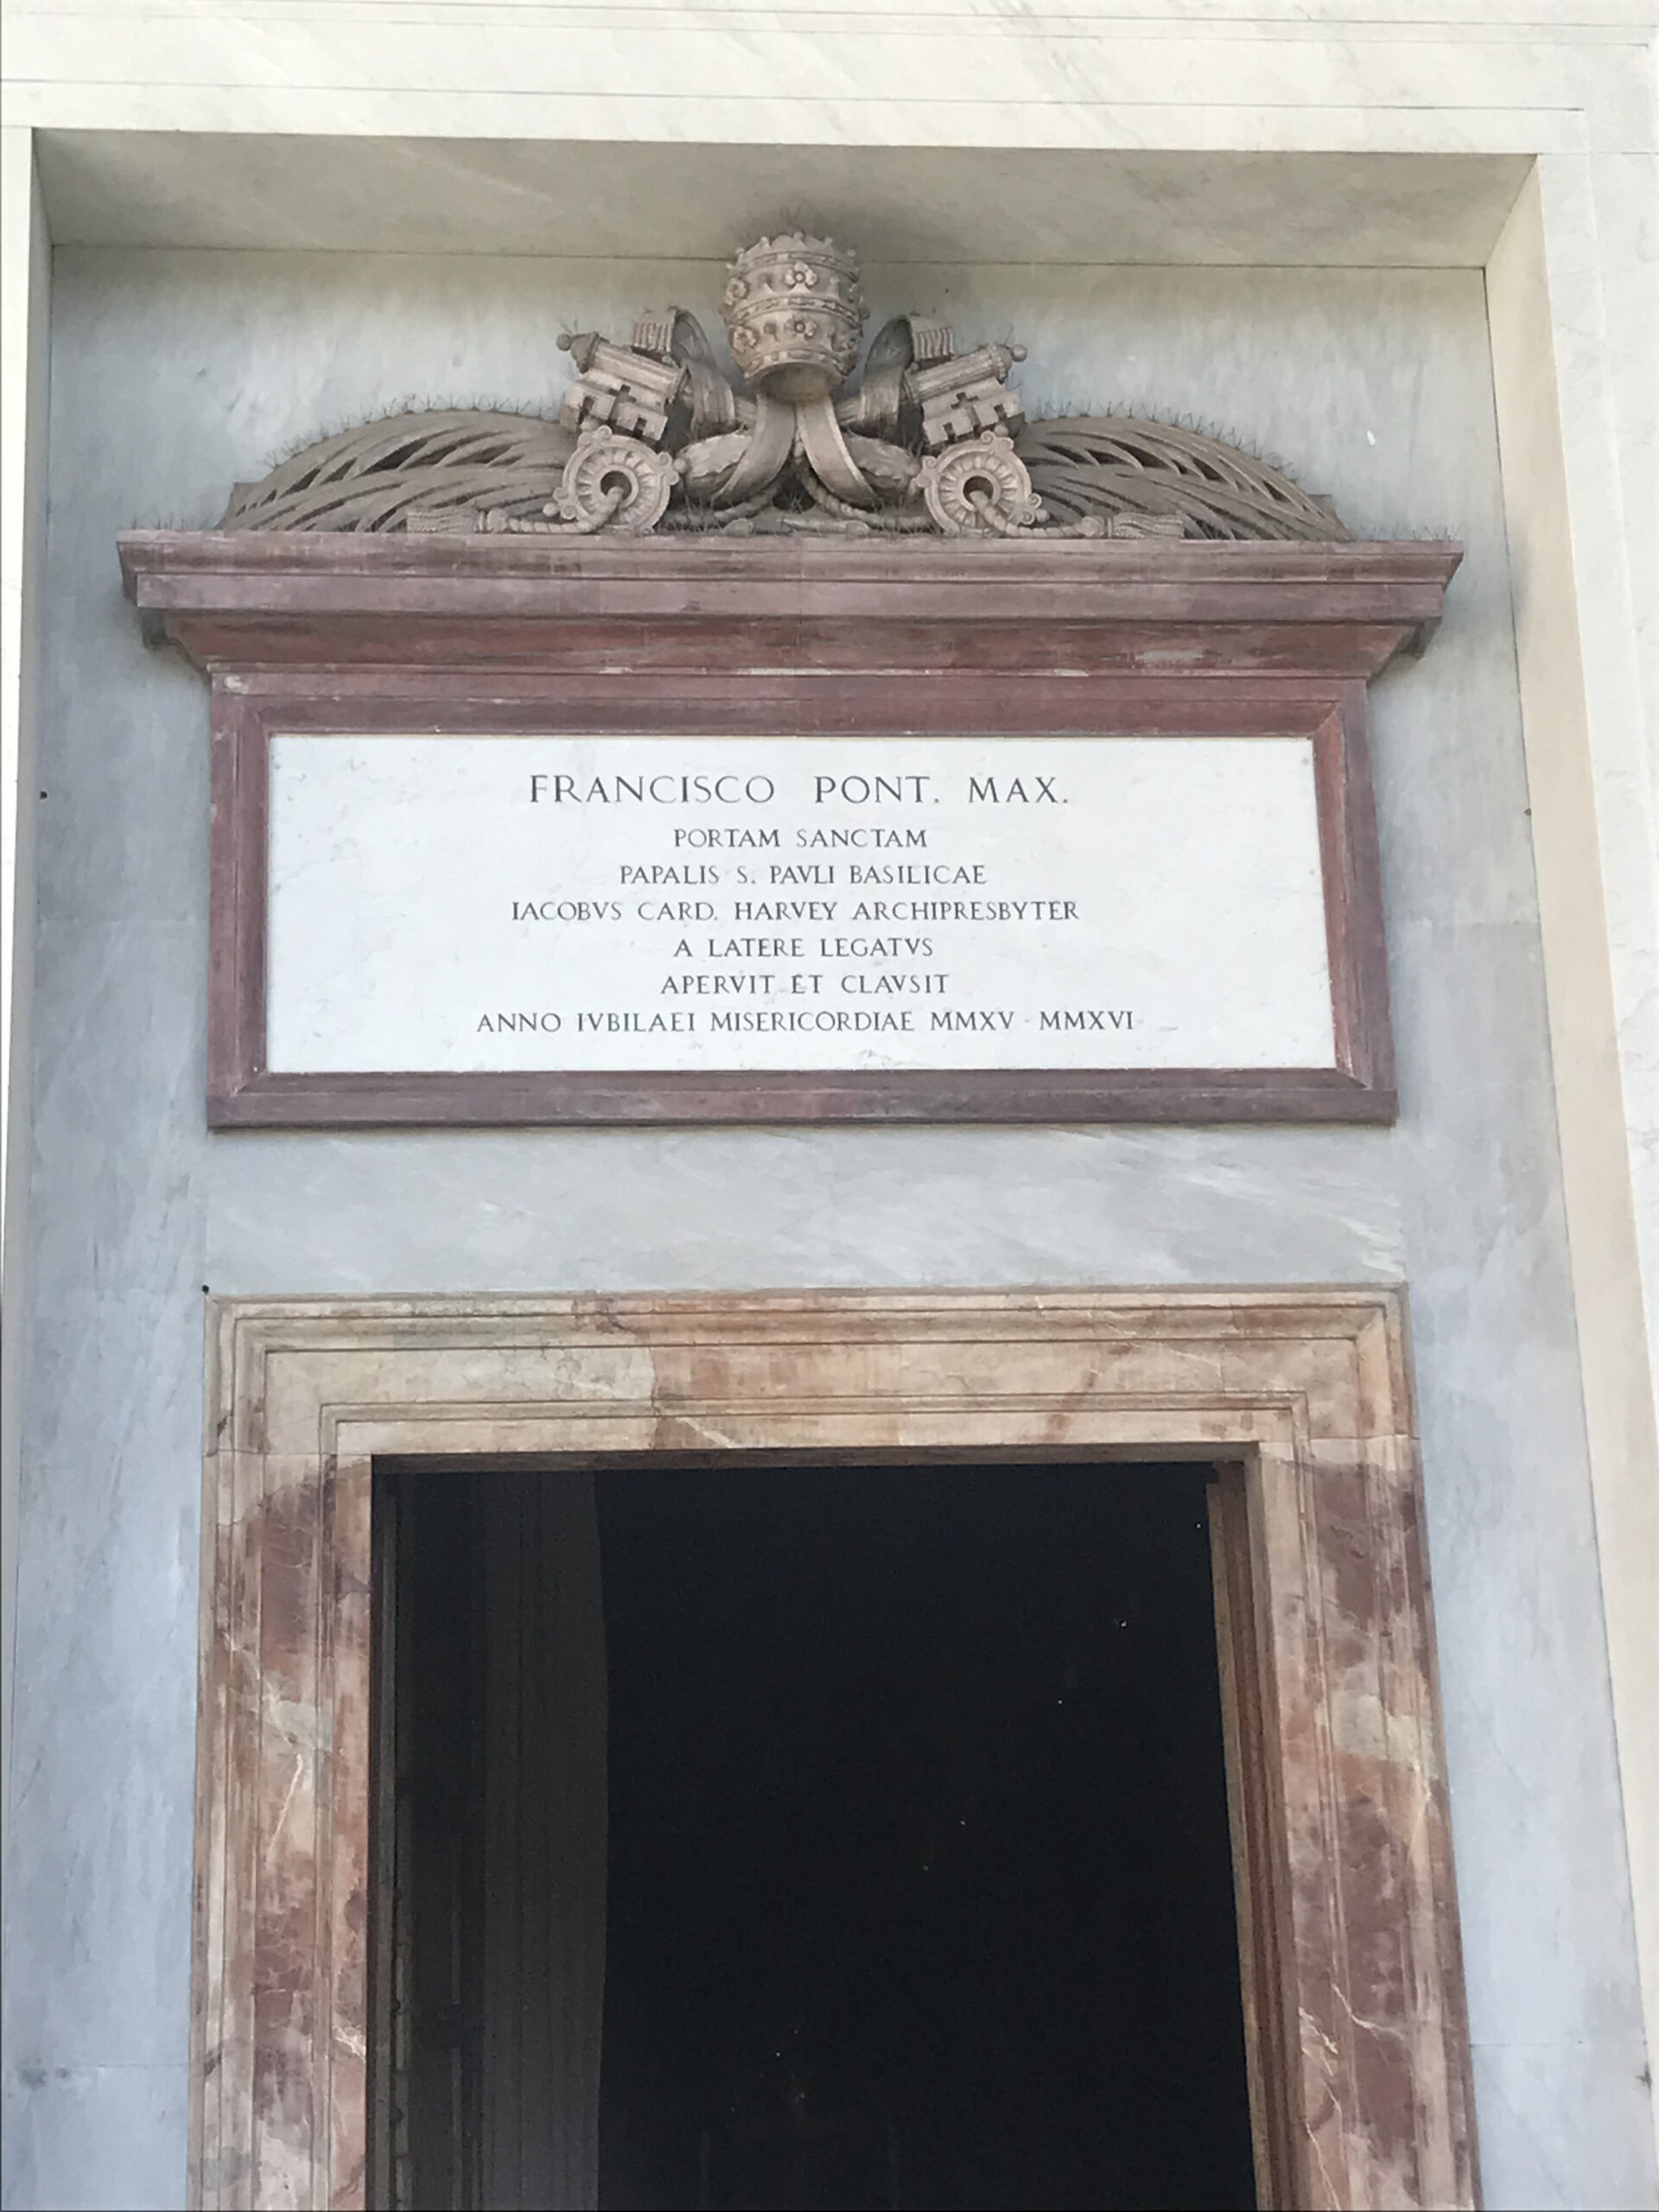 FRANCISCO PONT. MAX.
PORTAM SANCTAM
PAPALIS S. PAVLI BASILICAE
IACOBVS CARD. HARVEY ARCHIPRESBYTER
A LATERE LEGATVS
APERVIT ET CLAVSIT
ANNO IVBILAEI MISERICORDIAE MMXV - MMXVI